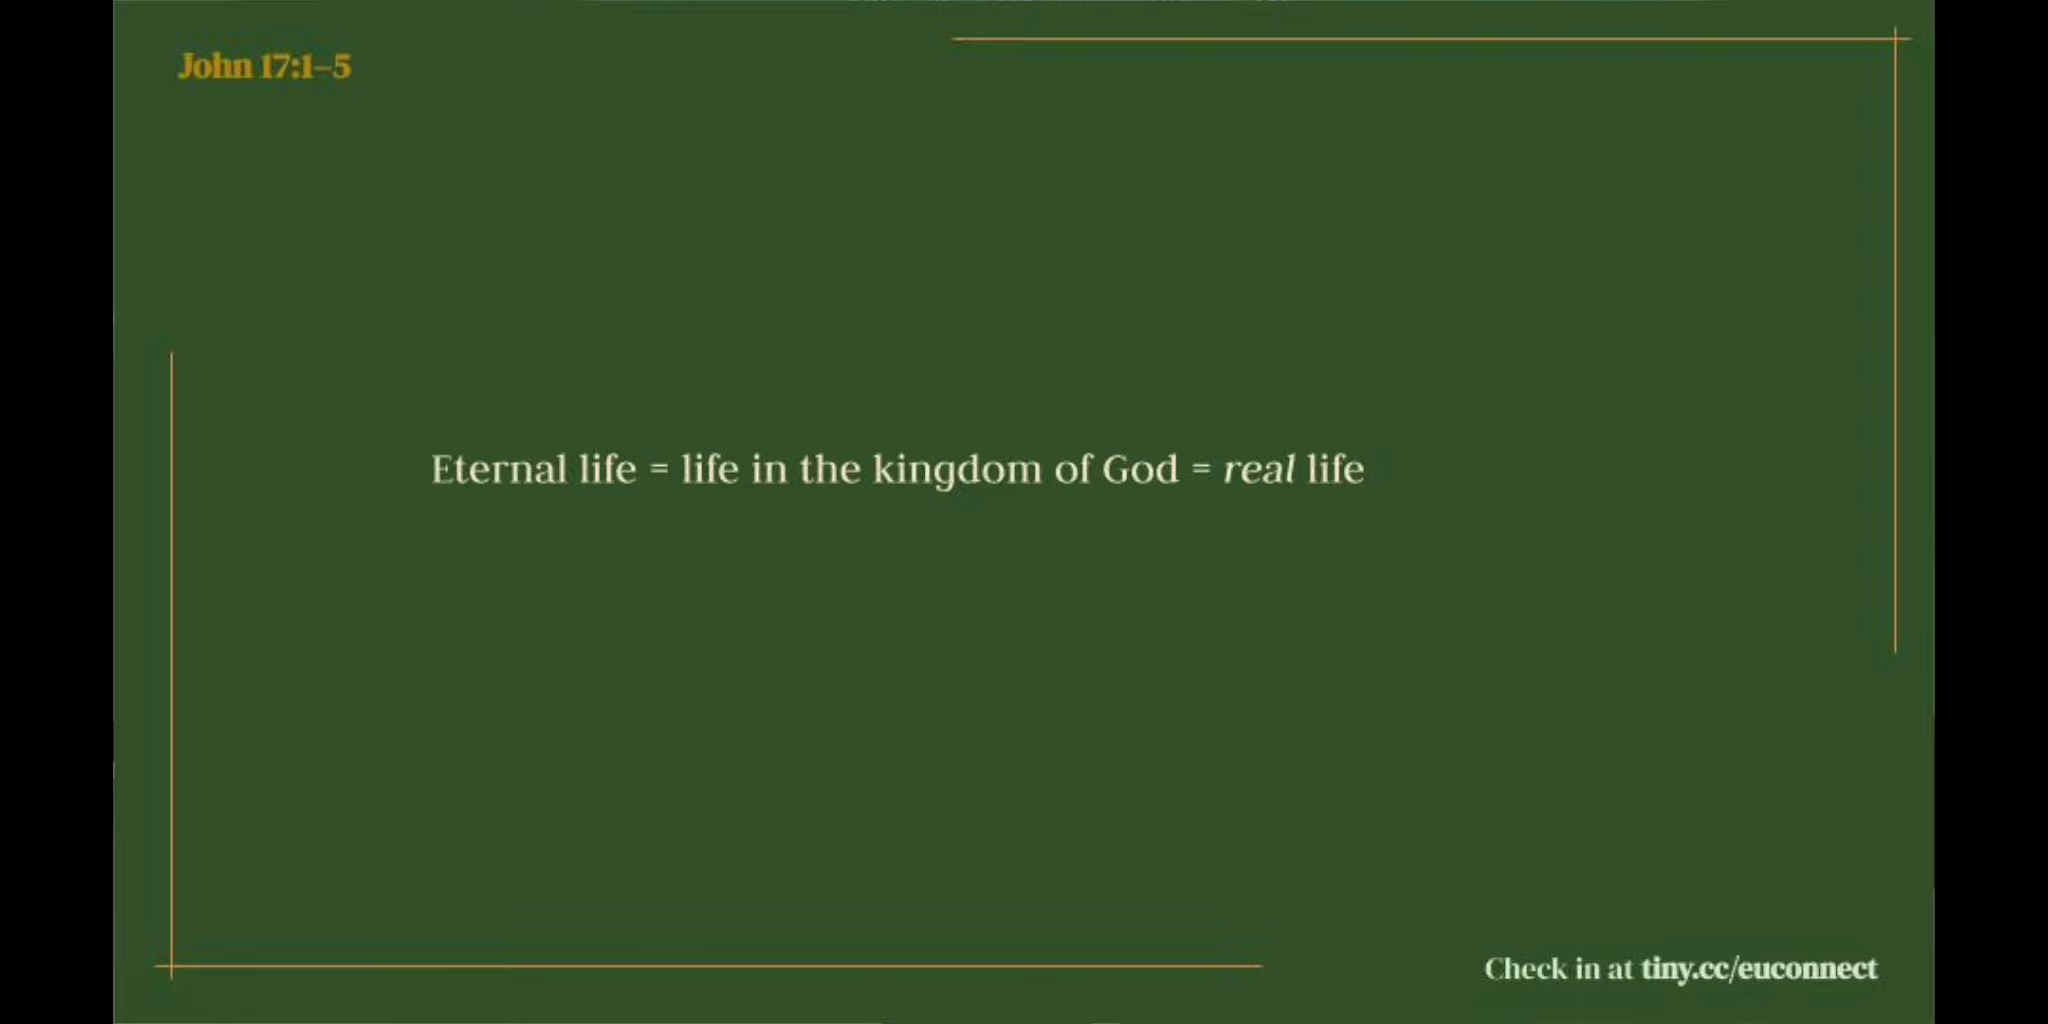 John 17:1–5
Eternal life = life in the kingdom of God = real life
Check in at tiny.cc/euconnect